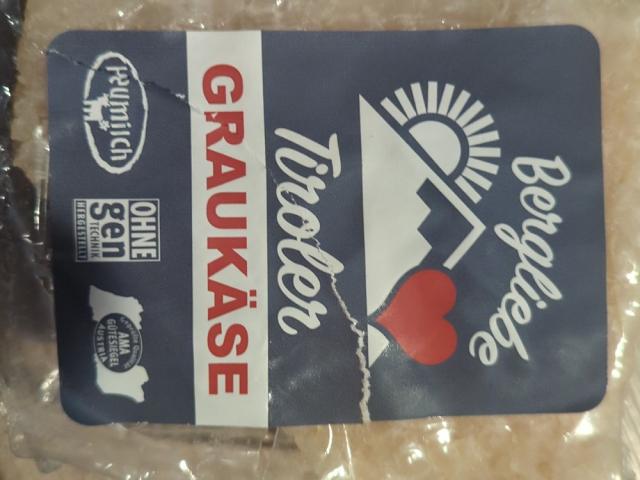 Bergliebe
Tiroler
GRAUKÄSE
Heumilch
OHNE
gen
TECHNIK
HERGESTELLT
AMA
GÜTESIEGEL
AUSTRIA